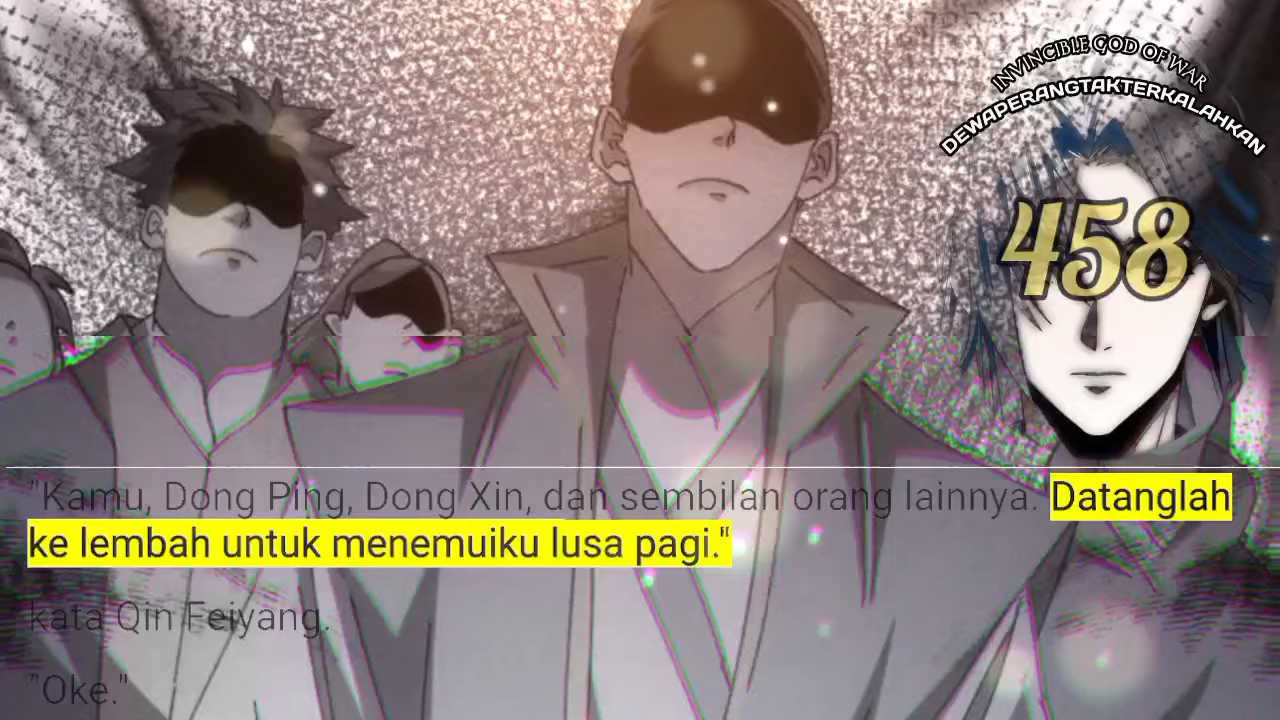 INVINCIBLE GOD OF WAR
DEWAPERANGTAKTERKALAHKAN
458
"Kamu, Dong Ping, Dong Xin, dan sembilan orang lainnya. Datanglah
ke lembah untuk menemuiku lusa pagi."
kata Qin Feiyang.
"Oke."